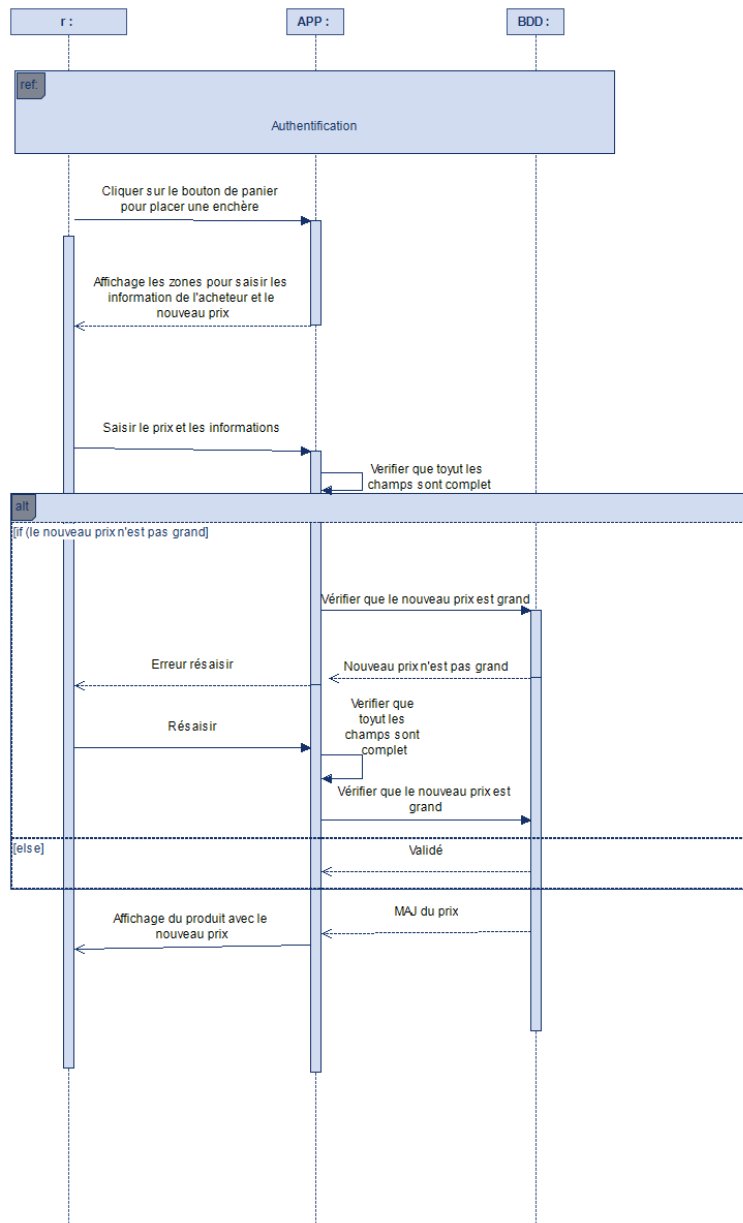 r :
APP :
BDD :
ref:
Authentification
Cliquer sur le bouton de panier
pour placer une enchère
Affichage les zones pour saisir les
information de l'acheteur et le
nouveau prix
Saisir le prix et les informations
Verifier que toyut les
champs sont complet
alt
[if (le nouveau prix n'est pas grand]
Vérifier que le nouveau prix est grand
Erreur résaisir
Nouveau prix n'est pas grand
Résaisir
Verifier que
toyut les
champs sont
complet
Vérifier que le nouveau prix est
grand
[else]
Validé
MAJ du prix
Affichage du produit avec le
nouveau prix